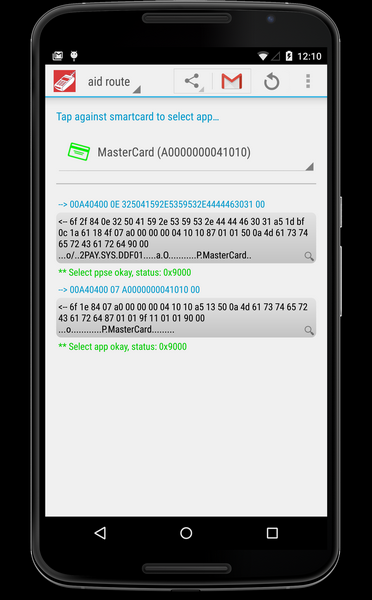 12:10
aid route
Tap against smartcard to select app...
MasterCard (A0000000041010)
--> 00A40400 0E 325041592E5359532E4444463031 00
<-- 6f 2f 84 0e 32 50 41 59 2e 53 59 53 2e 44 44 46 30 31 a5 1d bf
0c 1a 61 18 4f 07 a0 00 00 00 04 10 10 87 01 01 50 0a 4d 61 73 74
65 72 43 61 72 64 90 00
...o/..2PAY.SYS.DDF01.....a.O..........P.MasterCard..
** Select ppse okay, status: 0x9000
--> 00A40400 07 A0000000041010 00
<-- 6f 1e 84 07 a0 00 00 00 04 10 10 a5 13 50 0a 4d 61 73 74 65 72
43 61 72 64 87 01 01 9f 11 01 01 90 00
...o............P.MasterCard.........
** Select app okay, status: 0x9000